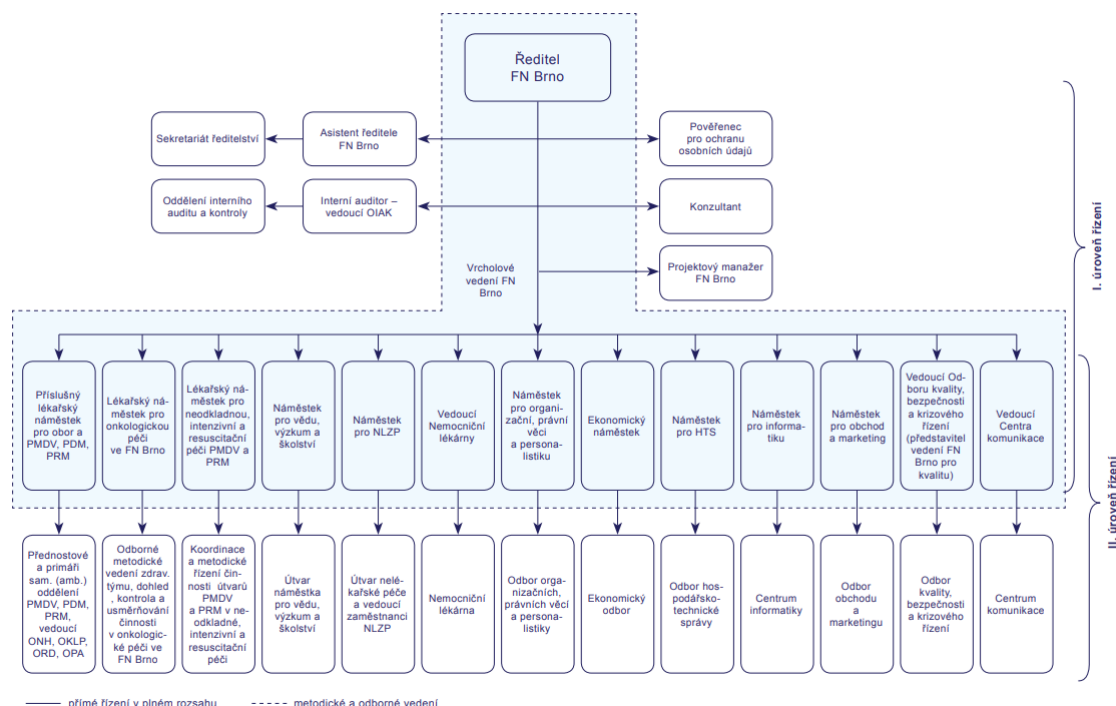 Ředitel
FN Brno
Sekretariát ředitelství
Asistent ředitele
FN Brno
Pověřenec
pro ochranu
osobních údajů
Oddělení interního
auditu a kontroly
Interní auditor –
vedoucí OIAK
Konzultant
Vrcholové
vedení FN
Brno
Projektový manažer
FN Brno
I. úroveň řízení
Příslušný
lékařský
náměstek
pro obor a
PMDV, PDM,
PRM
Lékařský ná-
městek pro
onkologickou
péči
ve FN Brno
Lékařský ná-
městek pro
neodkladnou,
intenzivní a
resuscitační
péči PMDV a
PRM
Náměstek
pro vědu,
výzkum a
školství
Náměstek
pro NLZP
Vedoucí
Nemocniční
lékárny
Náměstek
pro organi-
zační, právní
věci
a persona-
listiku
Ekonomický
náměstek
Náměstek
pro HTS
Náměstek
pro informa-
tiku
Náměstek
pro obchod
a marketing
Vedoucí Od-
boru kvality,
bezpečnosti
a krizového
řízení
(představitel
vedení FN
Brno pro
kvalitu)
Vedoucí
Centra
komunikace
II. úroveň řízení
Přednostové
a primáři
sam. (amb.)
oddělení
PMDV, PDM,
PRM,
vedoucí
ONH, OKLP,
ORD, OPA
Odborné
metodické
vedení zdrav.
týmu, dohled
, kontrola a
usměrňování
činnosti
v onkologic-
ké péči ve
FN Brno
Koordinace
a metodické
řízení čin-
nosti útvarů
PMDV
a PRM v ne-
odkladné,
intenzivní a
resuscitační
péči
Útvar
náměstka
pro vědu,
výzkum a
školství
Útvar nelé-
kařské péče
a vedoucí
zaměstnanci
NLZP
Nemocniční
lékárna
Odbor orga-
nizačních,
právních věcí
a persona-
listiky
Ekonomický
odbor
Odbor hos-
podářsko-
technické
správy
Centrum
informatiky
Odbor
obchodu
a
marketingu
Odbor
kvality,
bezpečnosti
a krizového
řízení
Centrum
komunikace
přímé řízení v plném rozsahu
metodické a odborné vedení